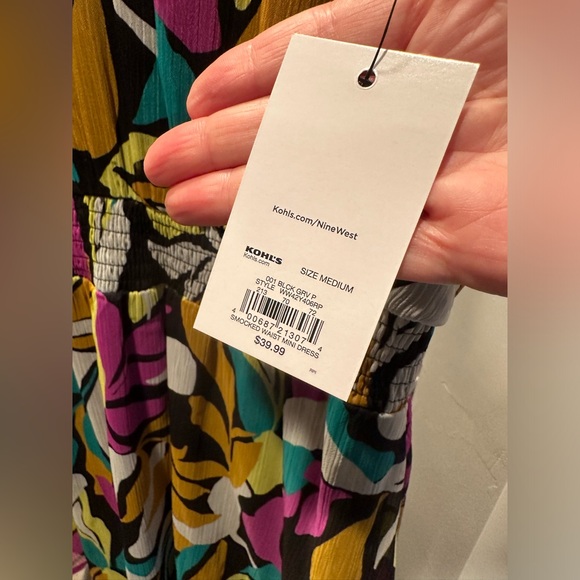 Kohls.com/NineWest
KOHL'S
Kohls.com
SIZE MEDIUM
001 BLCK GRV P
STYLE WW42Y406RP
213 70 72
4 00687 21307 4
SMOCKED WAIST MINI DRESS
$39.99